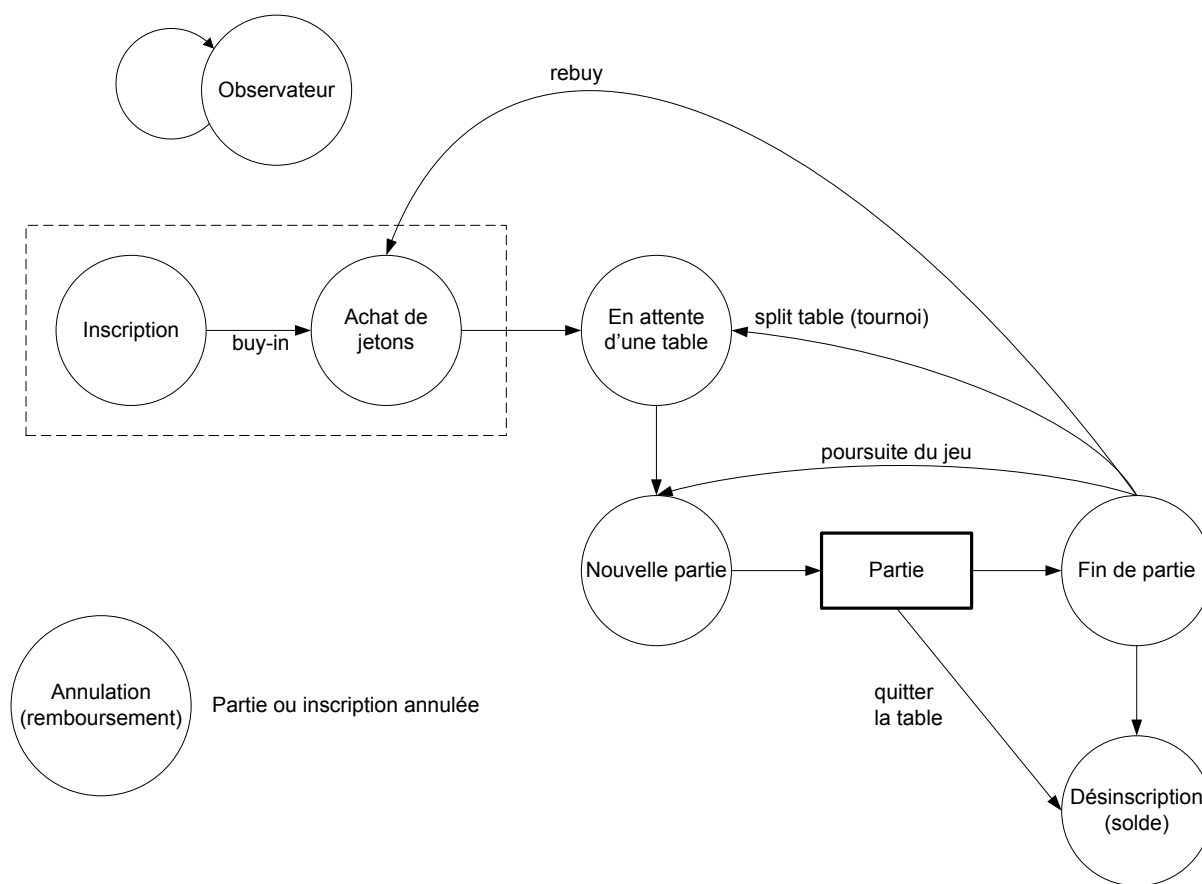 Observateur
rebuy
Inscription
buy-in
Achat de
jetons
En attente
d'une table
split table (tournoi)
poursuite du jeu
Nouvelle partie
Partie
Fin de partie
Annulation
(remboursement)
Partie ou inscription annulée
quitter
la table
Désinscription
(solde)